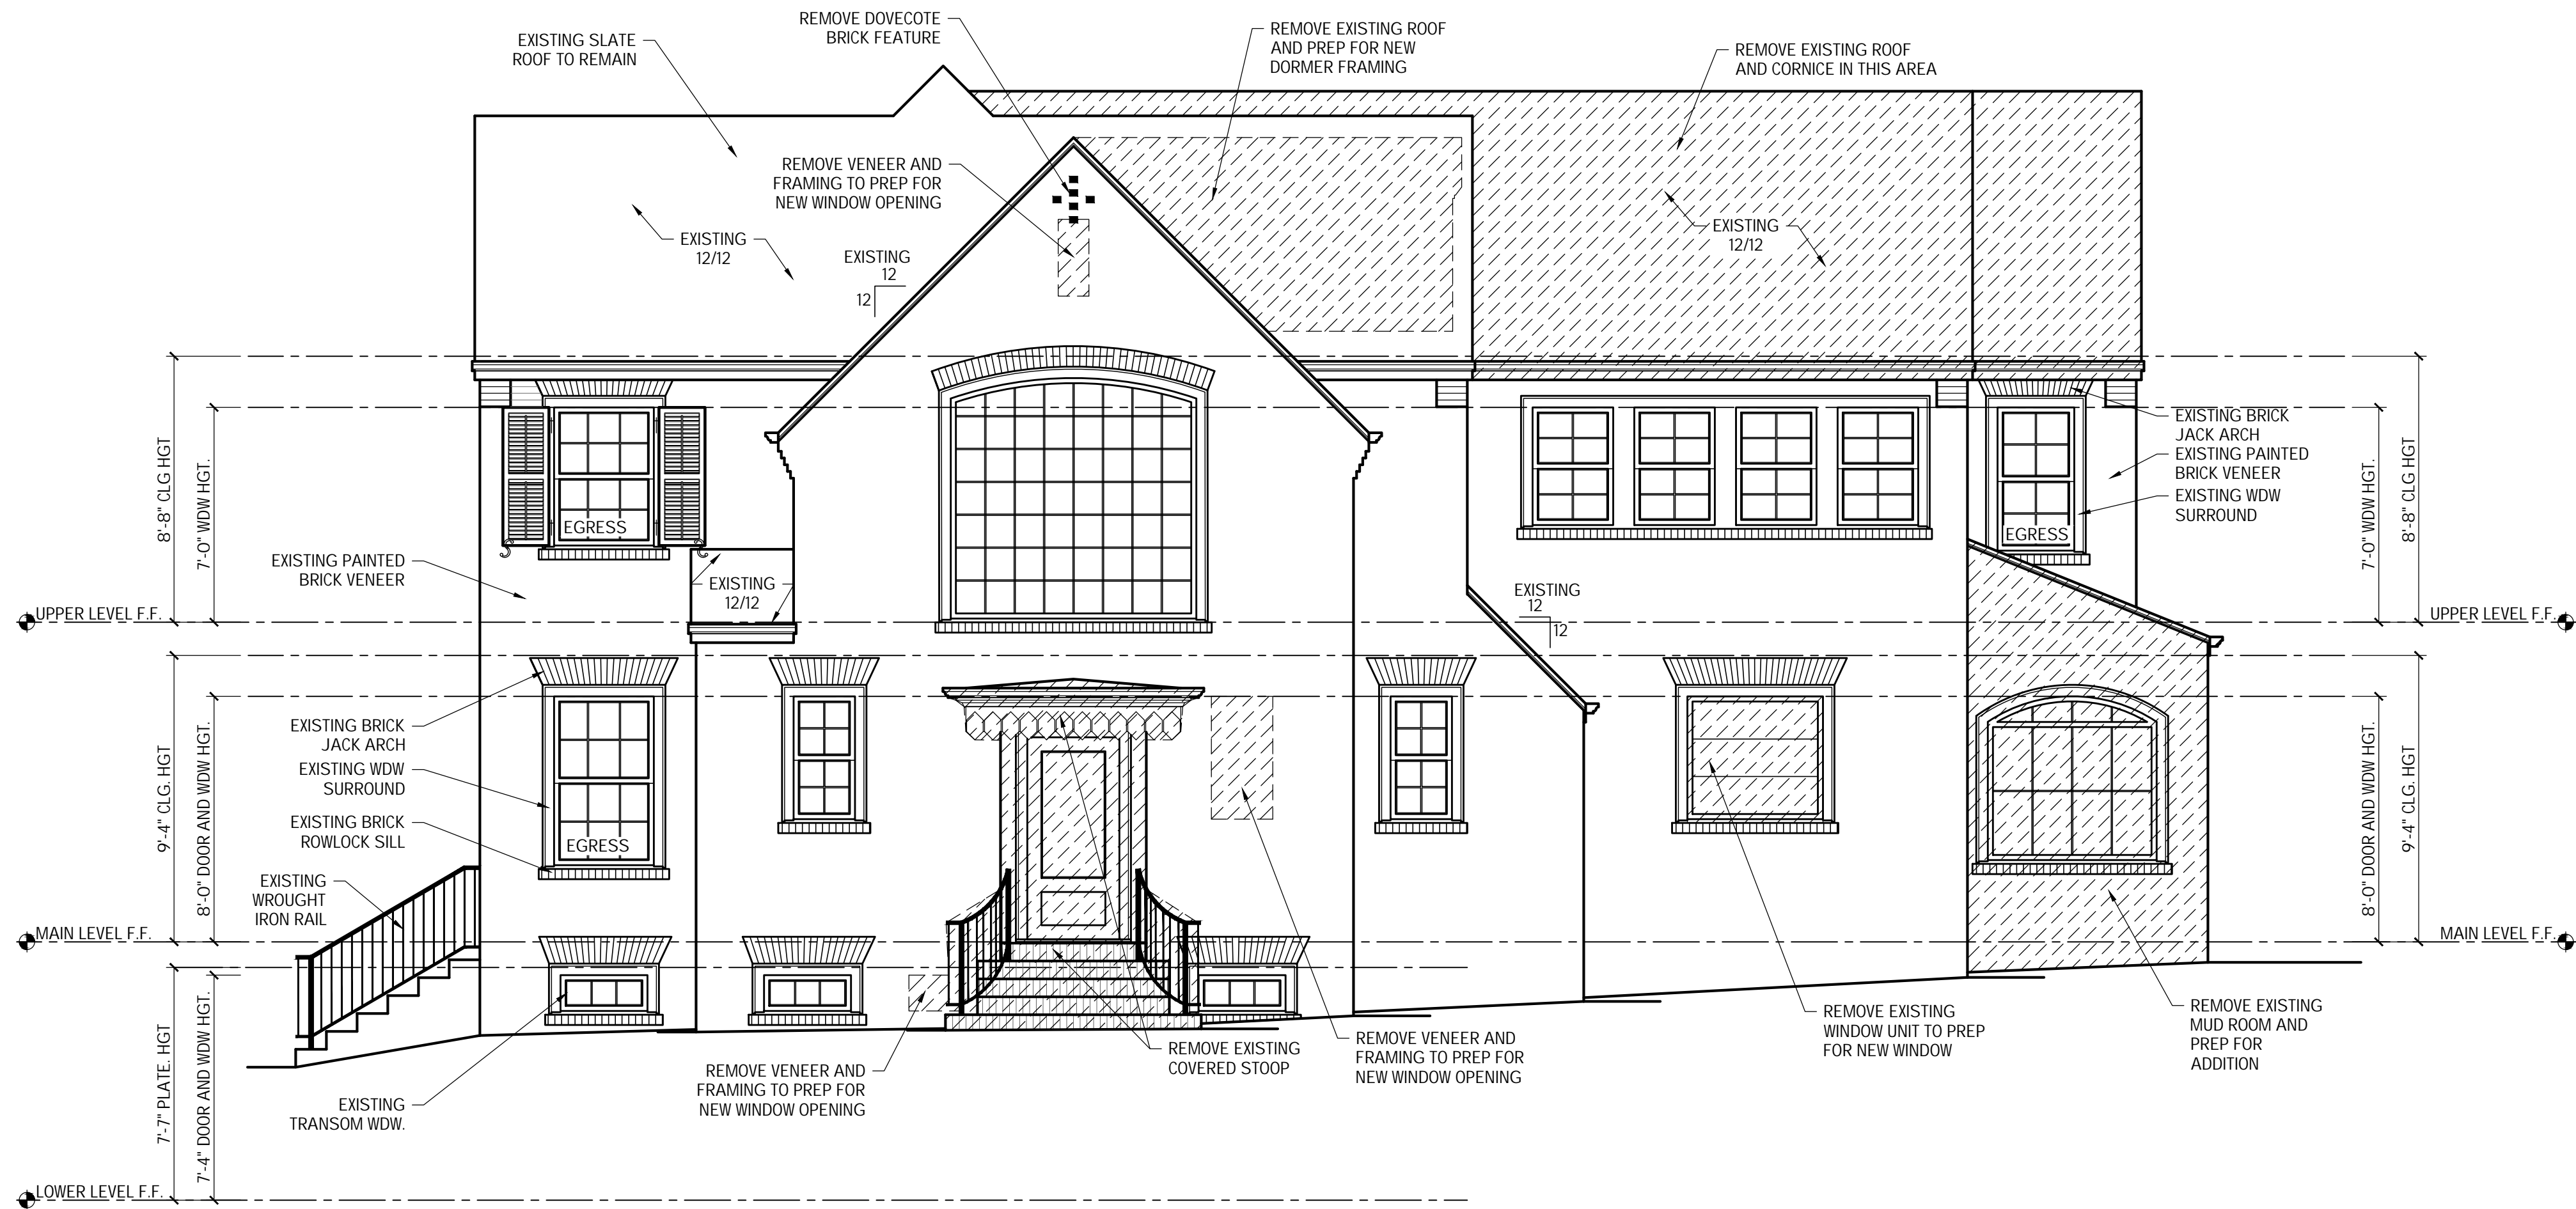 REMOVE DOVECOTE
BRICK FEATURE
EXISTING SLATE
ROOF TO REMAIN
REMOVE EXISTING ROOF
AND PREP FOR NEW
DORMER FRAMING
REMOVE EXISTING ROOF
AND CORNICE IN THIS AREA
REMOVE VENEER AND
FRAMING TO PREP FOR
NEW WINDOW OPENING
EXISTING
12/12
EXISTING
12
12
EXISTING
12/12
8'-8" CLG HGT
7'-0" WDW HGT.
EGRESS
EXISTING PAINTED
BRICK VENEER
EXISTING
12/12
EXISTING
12
12
EGRESS
EXISTING BRICK
JACK ARCH
EXISTING PAINTED
BRICK VENEER
EXISTING WDW
SURROUND
7'-0" WDW HGT.
8'-8" CLG HGT
UPPER LEVEL F.F.
UPPER LEVEL F.F.
9'-4" CLG. HGT
8'-0" DOOR AND WDW HGT.
EXISTING BRICK
JACK ARCH
EXISTING WDW
SURROUND
EXISTING BRICK
ROWLOCK SILL
EGRESS
EXISTING
WROUGHT
IRON RAIL
8'-0" DOOR AND WDW HGT.
9'-4" CLG. HGT
MAIN LEVEL F.F.
MAIN LEVEL F.F.
7'-7" PLATE. HGT
7'-4" DOOR AND WDW HGT.
EXISTING
TRANSOM WDW.
REMOVE VENEER AND
FRAMING TO PREP FOR
NEW WINDOW OPENING
REMOVE EXISTING
COVERED STOOP
REMOVE VENEER AND
FRAMING TO PREP FOR
NEW WINDOW OPENING
REMOVE EXISTING
WINDOW UNIT TO PREP
FOR NEW WINDOW
REMOVE EXISTING
MUD ROOM AND
PREP FOR
ADDITION
LOWER LEVEL F.F.